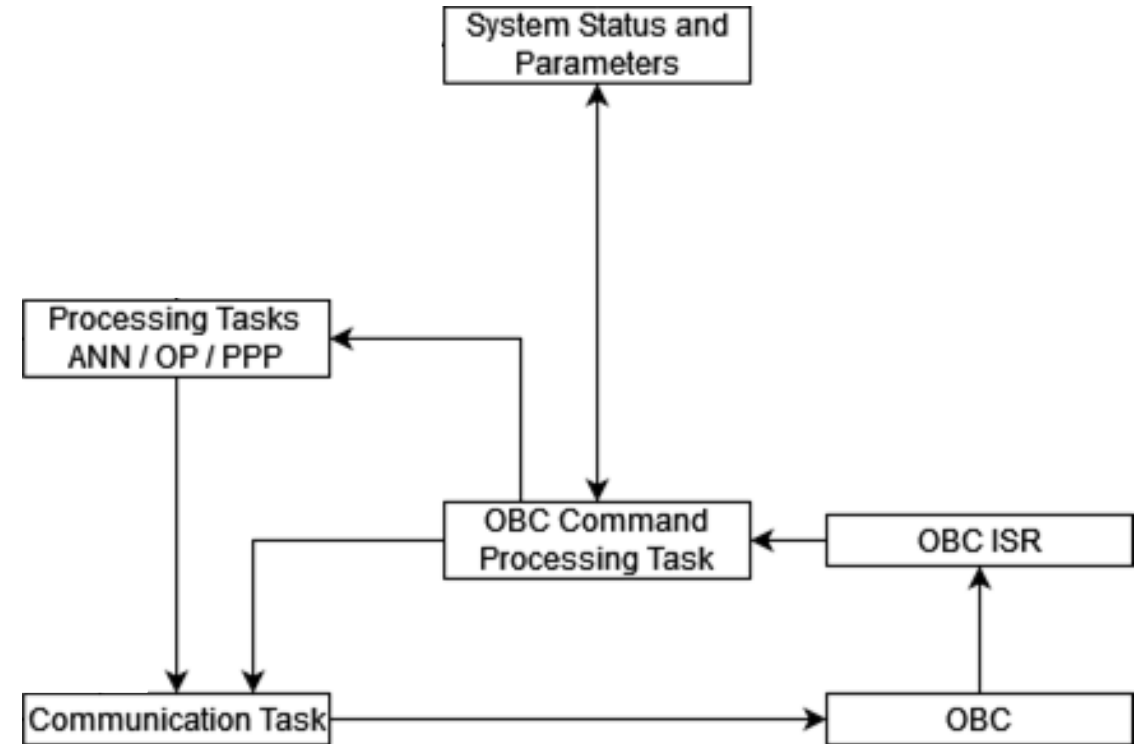 System Status and
Parameters
Processing Tasks
ANN / OP / PPP
OBC Command
Processing Task
OBC ISR
Communication Task
OBC